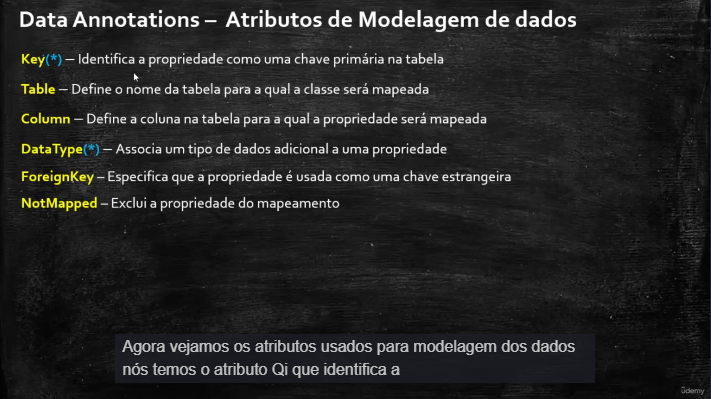 Data Annotations – Atributos de Modelagem de dados
Key(*) – Identifica a propriedade como uma chave primária na tabela
Table – Define o nome da tabela para a qual a classe será mapeada
Column – Define a coluna na tabela para a qual a propriedade será mapeada
DataType(*) – Associa um tipo de dados adicional a uma propriedade
ForeignKey – Especifica que a propriedade é usada como uma chave estrangeira
NotMapped – Exclui a propriedade do mapeamento
Agora vejamos os atributos usados para modelagem dos dados
nós temos o atributo Qi que identifica a
ûdemy